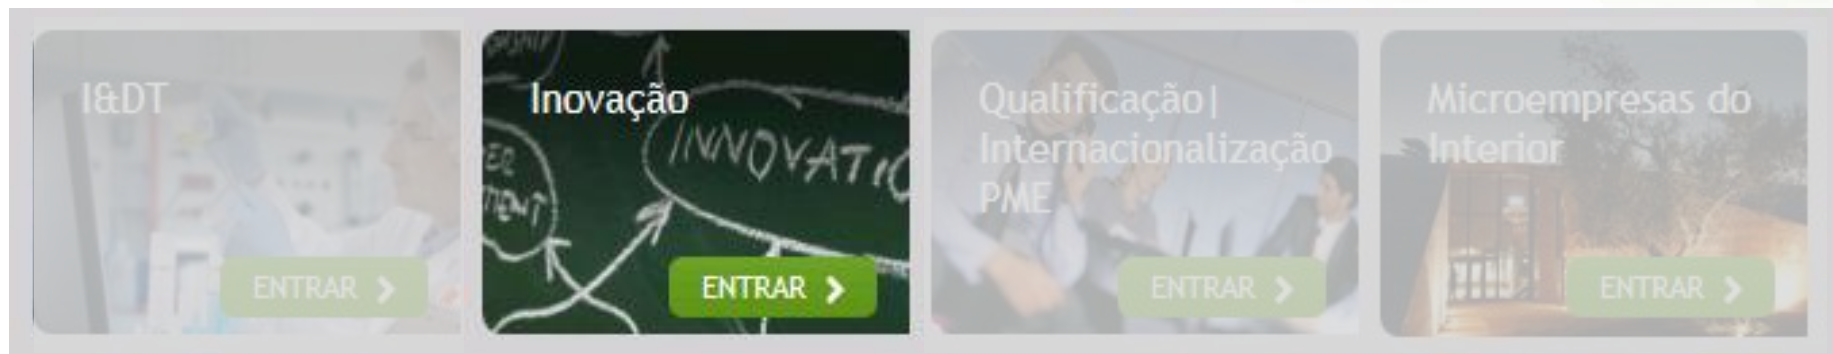 I&DT
ENTRAR
Inovação
INNOVATIO
ENTRAR
Qualificação|
Internacionalização
PME
ENTRAR
Microempresas do
Interior
ENTRAR